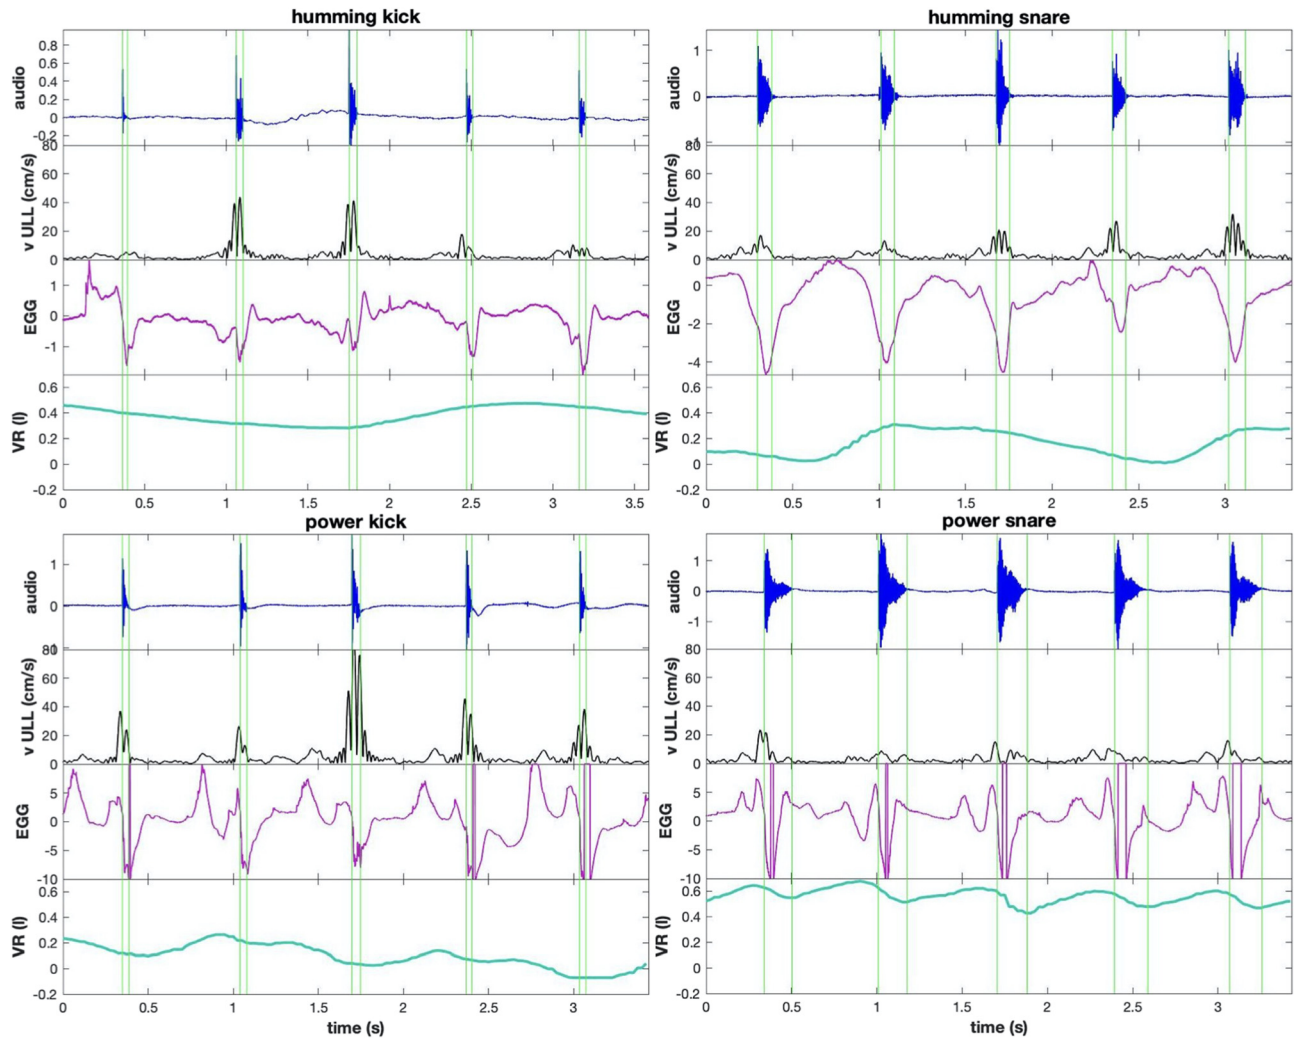 humming kick
audio
0.8
0.6
0.4
0.2
0
-0.2
v ULL (cm/s)
80
60
40
20
0
EGG
1
0
-1
VR (l)
0.6
0.4
0.2
0
-0.2
0 0.5 1 1.5 2 2.5 3 3.5
humming snare
audio
1
0
-1
v ULL (cm/s)
80
60
40
20
0
EGG
0
-2
-4
VR (l)
0.6
0.4
0.2
0
-0.2
0 0.5 1 1.5 2 2.5 3
power kick
audio
1
0
-1
v ULL (cm/s)
80
60
40
20
0
EGG
5
0
-5
-10
VR (l)
0.6
0.4
0.2
0
-0.2
0 0.5 1 1.5 2 2.5 3
time (s)
power snare
audio
1
0
-1
v ULL (cm/s)
80
60
40
20
0
EGG
5
0
-5
-10
VR (l)
0.6
0.4
0.2
0
-0.2
0 0.5 1 1.5 2 2.5 3
time (s)